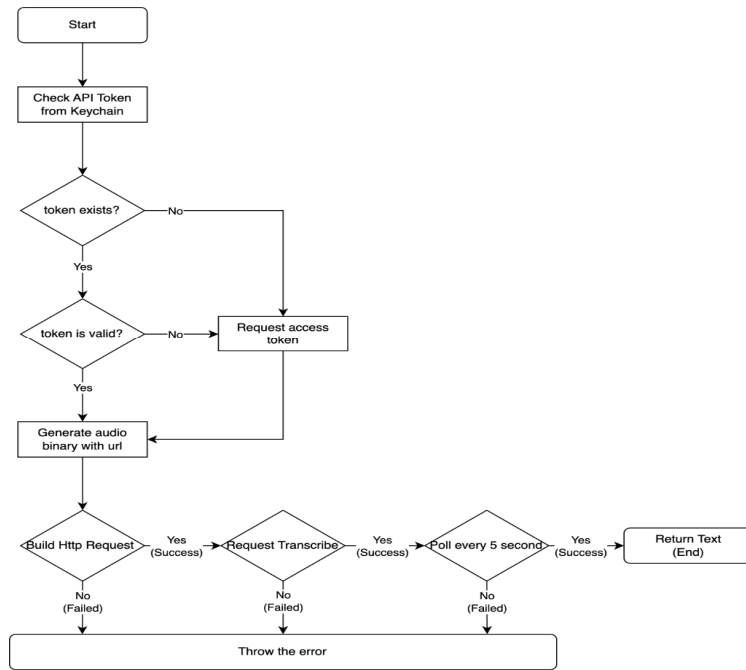 Start
Check API Token
from Keychain
token exists?
No
Yes
token is valid?
No
Request access
token
Yes
Generate audio
binary with url
Build Http Request
Yes
(Success)
Request Transcribe
Yes
(Success)
Poll every 5 second
Yes
(Success)
Return Text
(End)
No
(Failed)
No
(Failed)
No
(Failed)
Throw the error